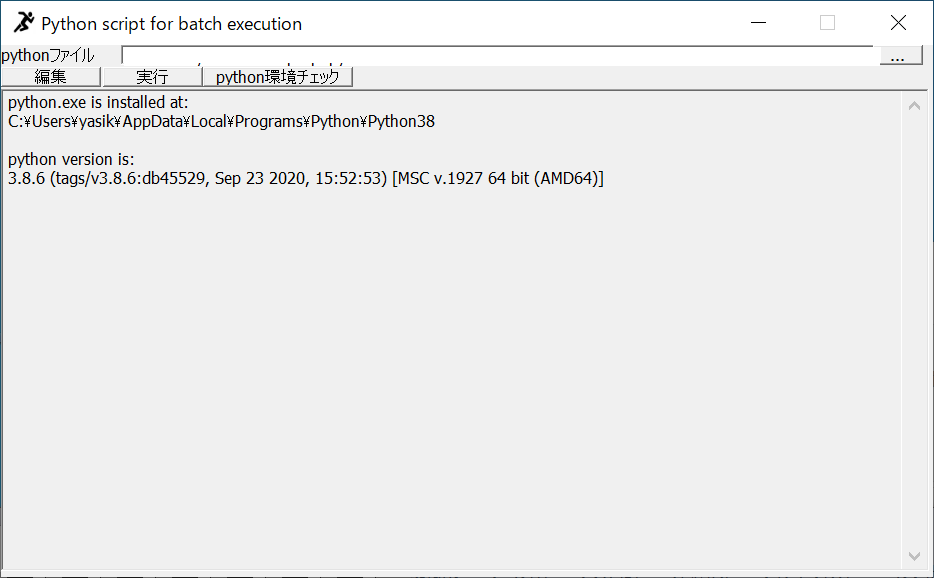 Python script for batch execution
pythonファイル
...
編集 実行 python環境チェック
python.exe is installed at:
C:¥Users¥yasik¥AppData¥Local¥Programs¥Python¥Python38
python version is:
3.8.6 (tags/v3.8.6:db45529, Sep 23 2020, 15:52:53) [MSC v.1927 64 bit (AMD64)]